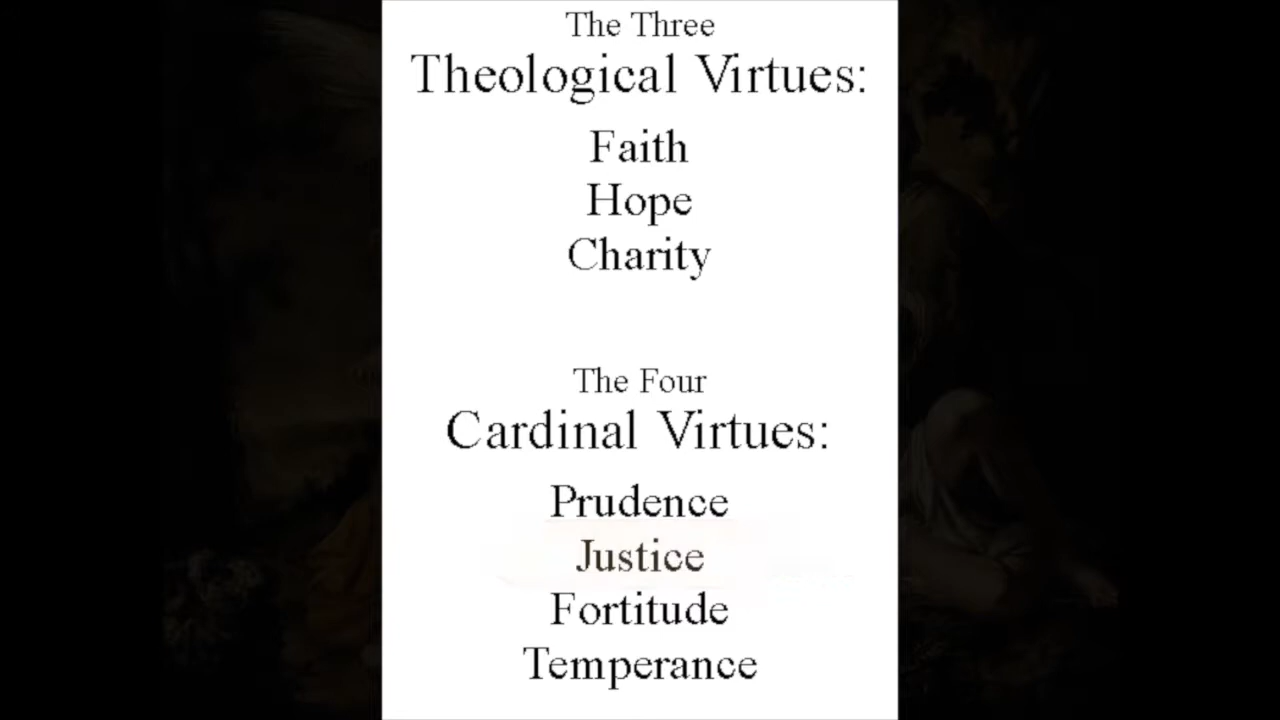 The Three
Theological Virtues:
Faith
Hope
Charity
The Four
Cardinal Virtues:
Prudence
Justice
Fortitude
Temperance